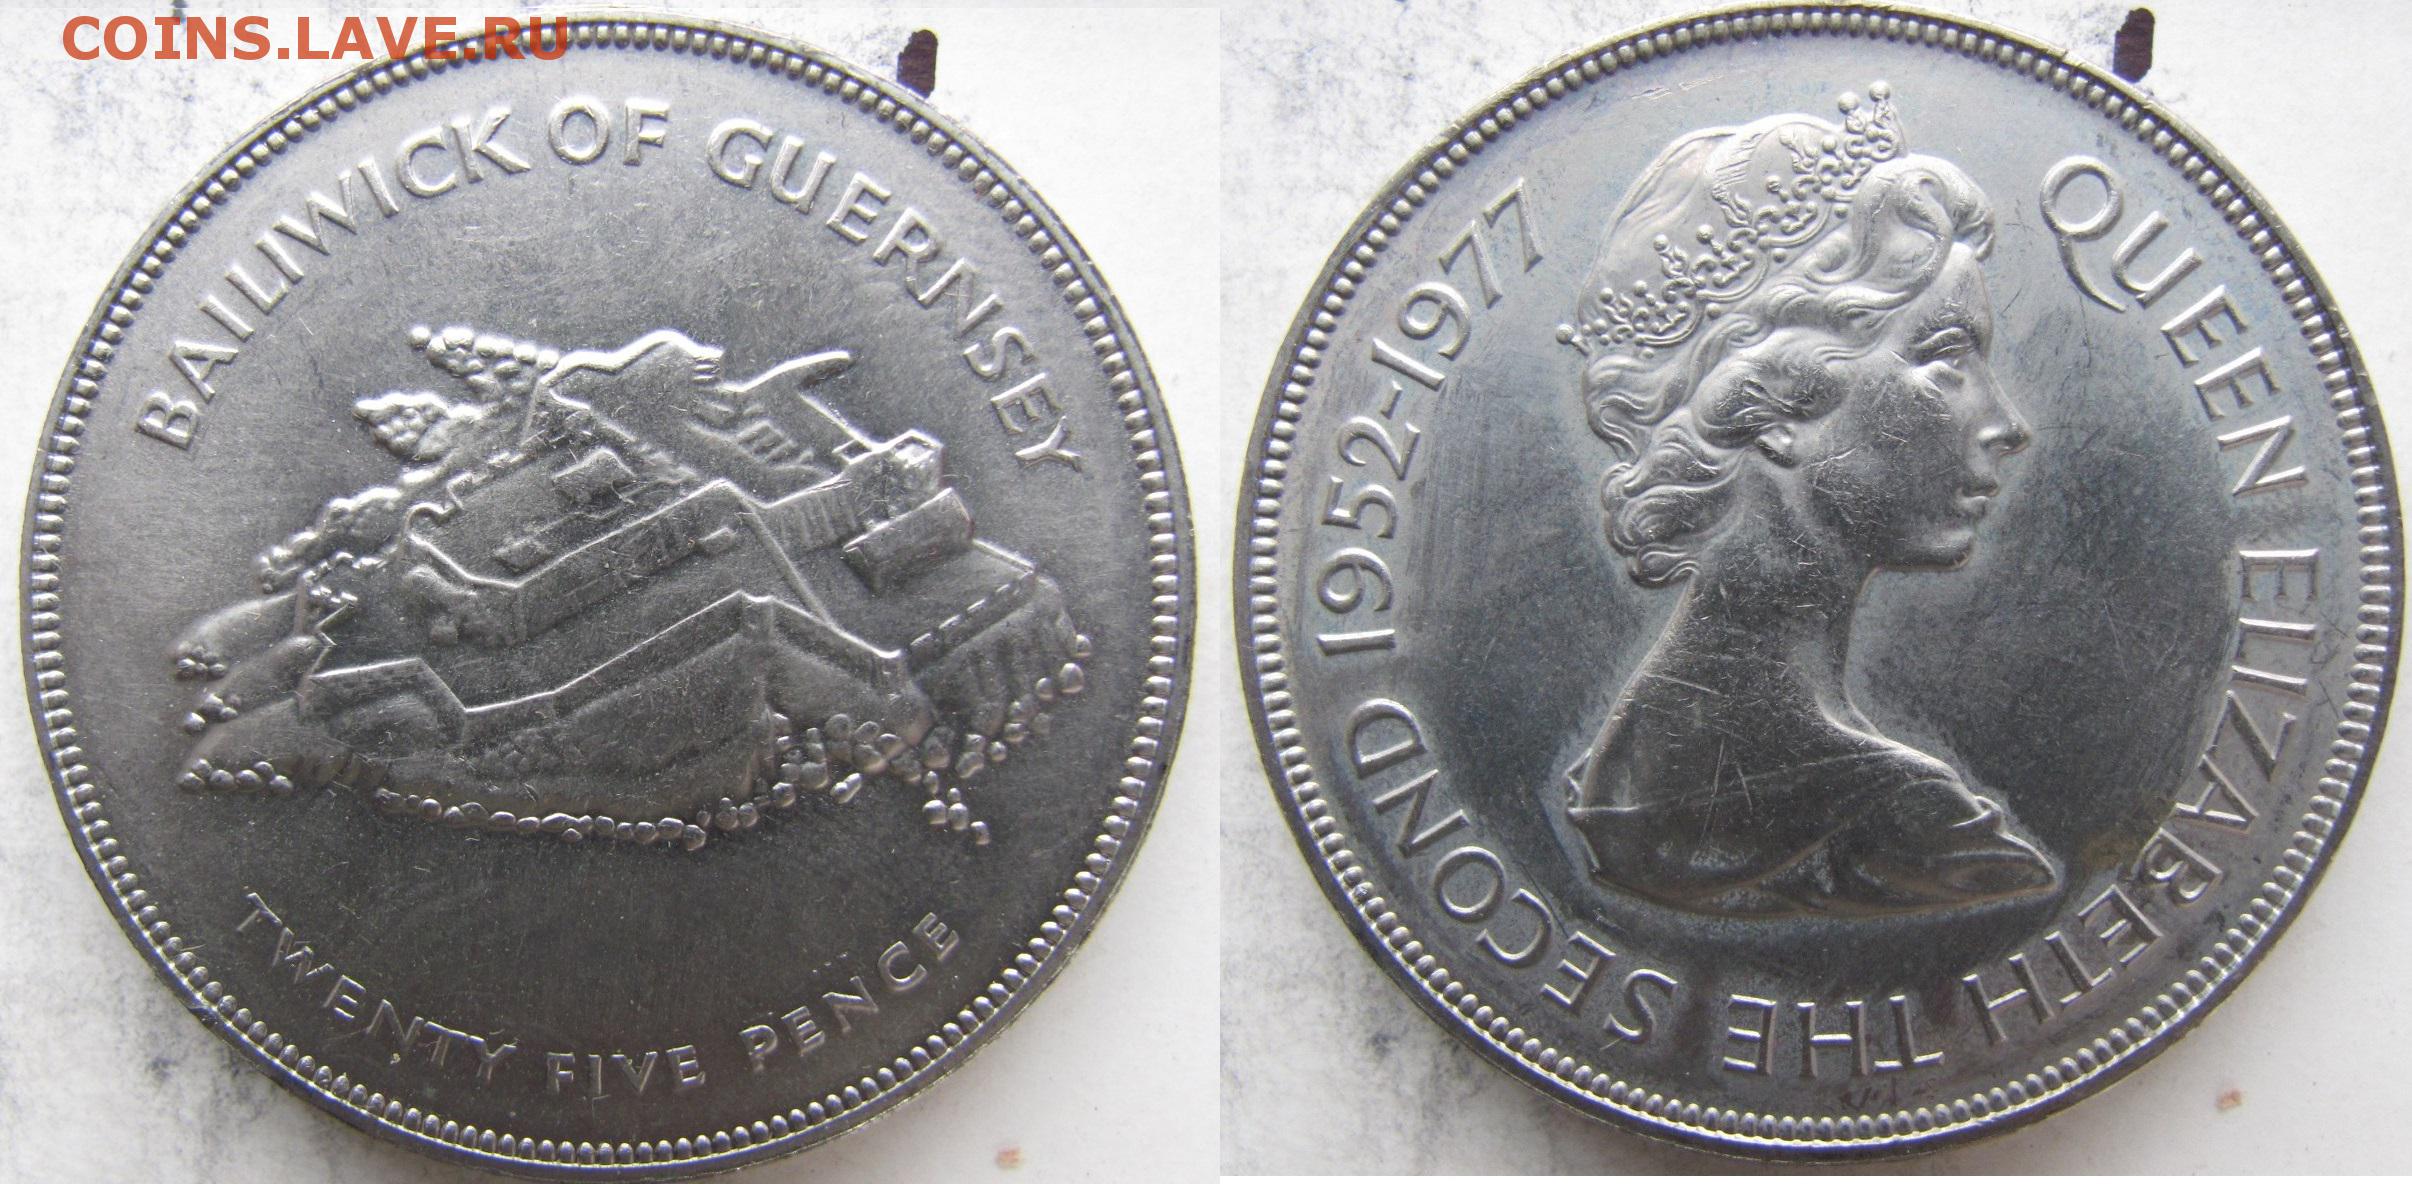 COINS.LAVE.RU
BAILIWICK OF GUERNSEY
TWENTY FIVE PENCE
QUEEN ELIZABETH THE SECOND 1952-1977